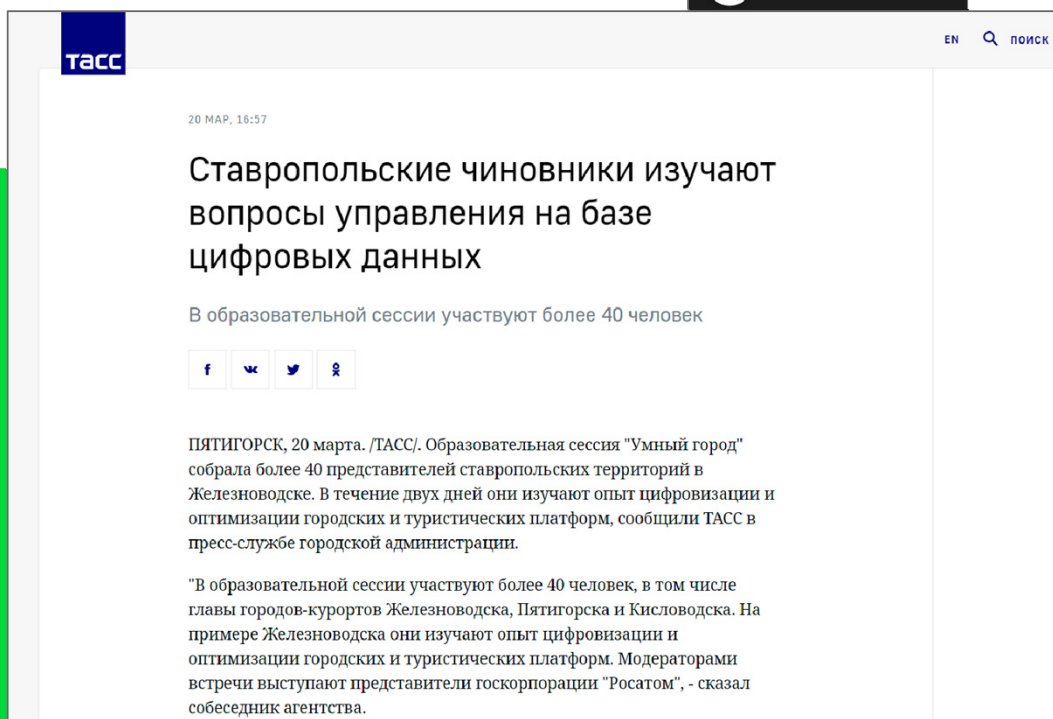 тасс
EN ПОИСК
20 МАР, 16:57
Ставропольские чиновники изучают
вопросы управления на базе
цифровых данных
В образовательной сессии участвуют более 40 человек
ПЯТИГОРСК, 20 марта. /ТАСС/. Образовательная сессия "Умный город"
собрала более 40 представителей ставропольских территорий в
Железноводске. В течение двух дней они изучают опыт цифровизации и
оптимизации городских и туристических платформ, сообщили ТАСС в
пресс-службе городской администрации.
"В образовательной сессии участвуют более 40 человек, в том числе
главы городов-курортов Железноводска, Пятигорска и Кисловодска. На
примере Железноводска они изучают опыт цифровизации и
оптимизации городских и туристических платформ. Модераторами
встречи выступают представители госкорпорации "Росатом", - сказал
собеседник агентства.